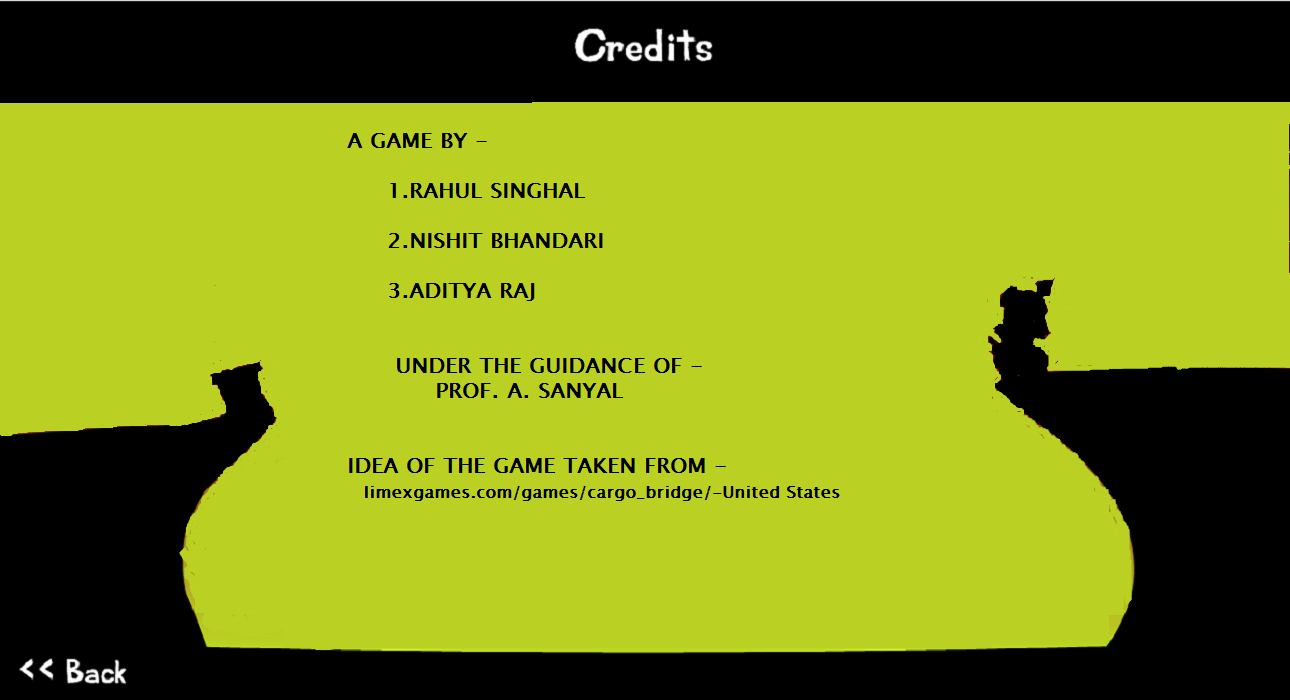 Credits
A GAME BY -
1.RAHUL SINGHAL
2.NISHIT BHANDARI
3.ADITYA RAJ
UNDER THE GUIDANCE OF -
PROF. A. SANYAL
IDEA OF THE GAME TAKEN FROM -
limexgames.com/games/cargo_bridge/-United States
<< Back